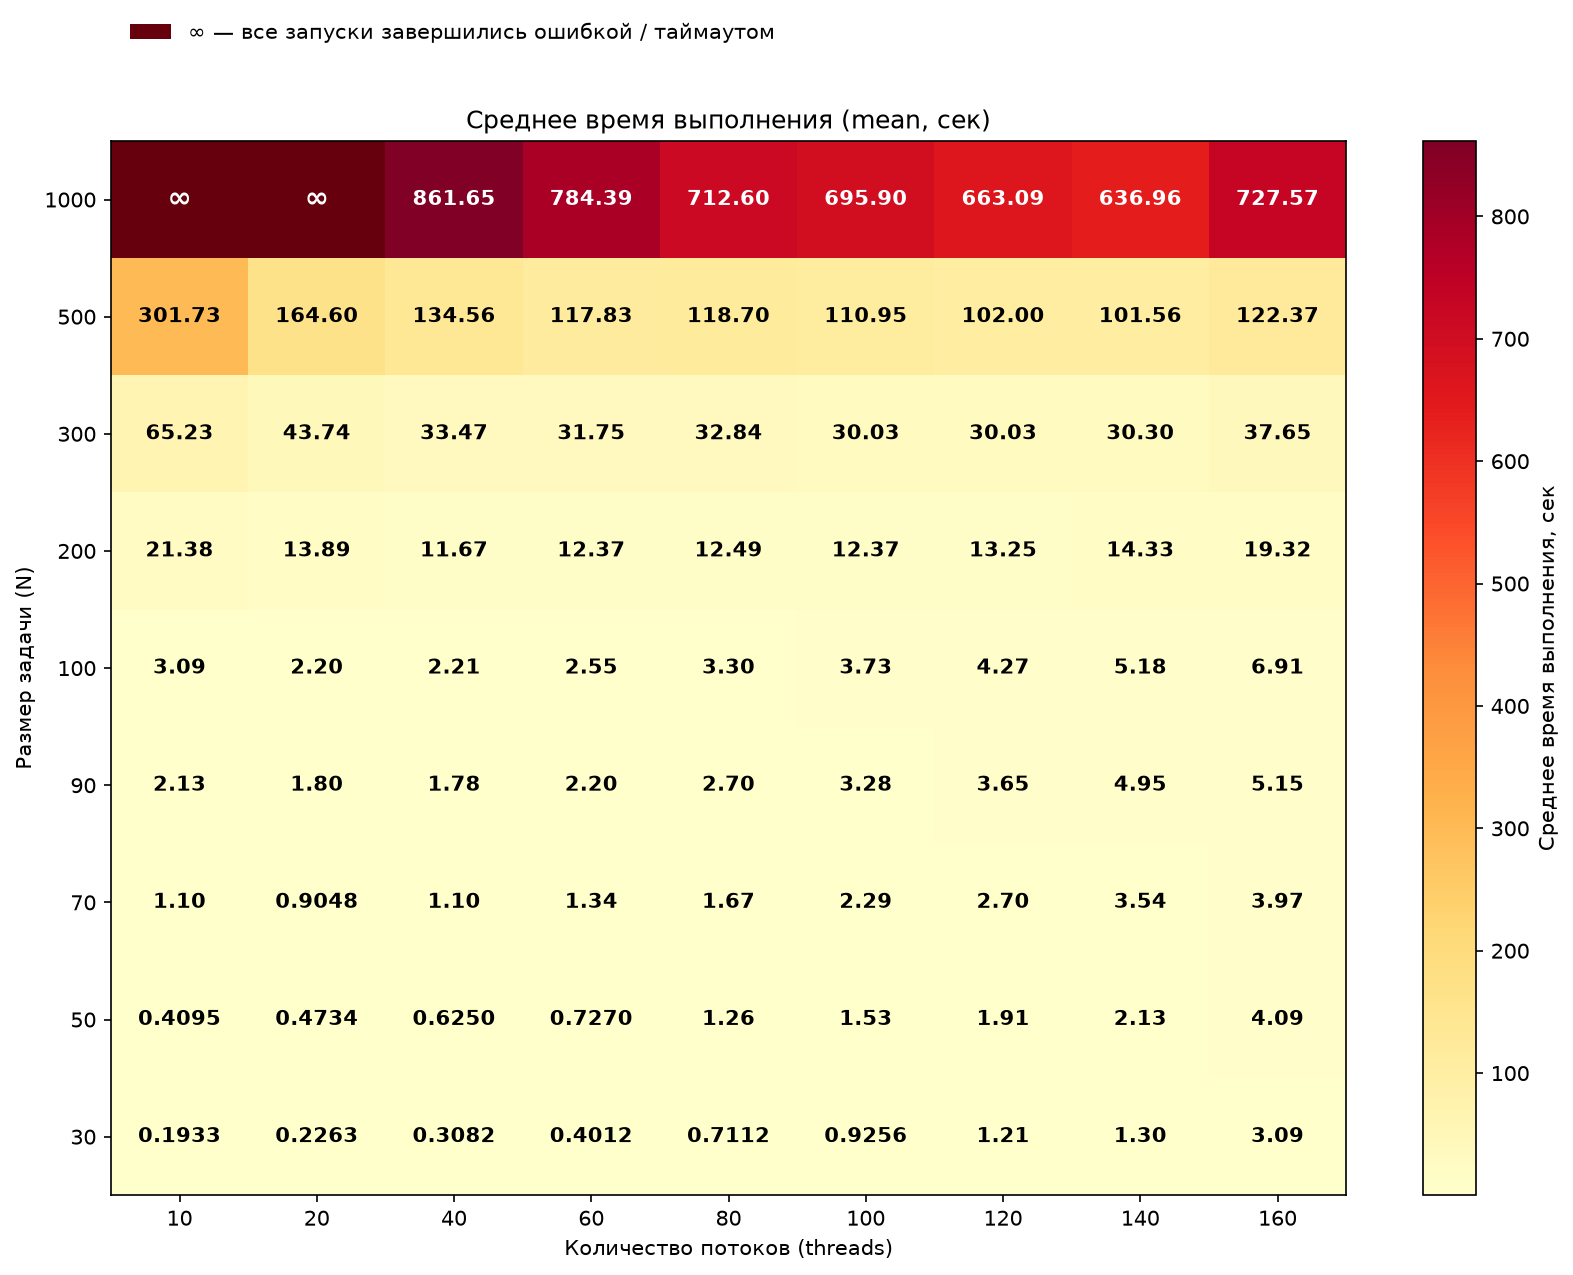 ∞ — все запуски завершились ошибкой / таймаутом
Среднее время выполнения (mean, сек)
1000 ∞ ∞ 861.65 784.39 712.60 695.90 663.09 636.96 727.57
500 301.73 164.60 134.56 117.83 118.70 110.95 102.00 101.56 122.37
300 65.23 43.74 33.47 31.75 32.84 30.03 30.03 30.30 37.65
200 21.38 13.89 11.67 12.37 12.49 12.37 13.25 14.33 19.32
100 3.09 2.20 2.21 2.55 3.30 3.73 4.27 5.18 6.91
90 2.13 1.80 1.78 2.20 2.70 3.28 3.65 4.95 5.15
70 1.10 0.9048 1.10 1.34 1.67 2.29 2.70 3.54 3.97
50 0.4095 0.4734 0.6250 0.7270 1.26 1.53 1.91 2.13 4.09
30 0.1933 0.2263 0.3082 0.4012 0.7112 0.9256 1.21 1.30 3.09
10 20 40 60 80 100 120 140 160
Количество потоков (threads)
Размер задачи (N)
800
700
600
500
400
300
200
100
Среднее время выполнения, сек